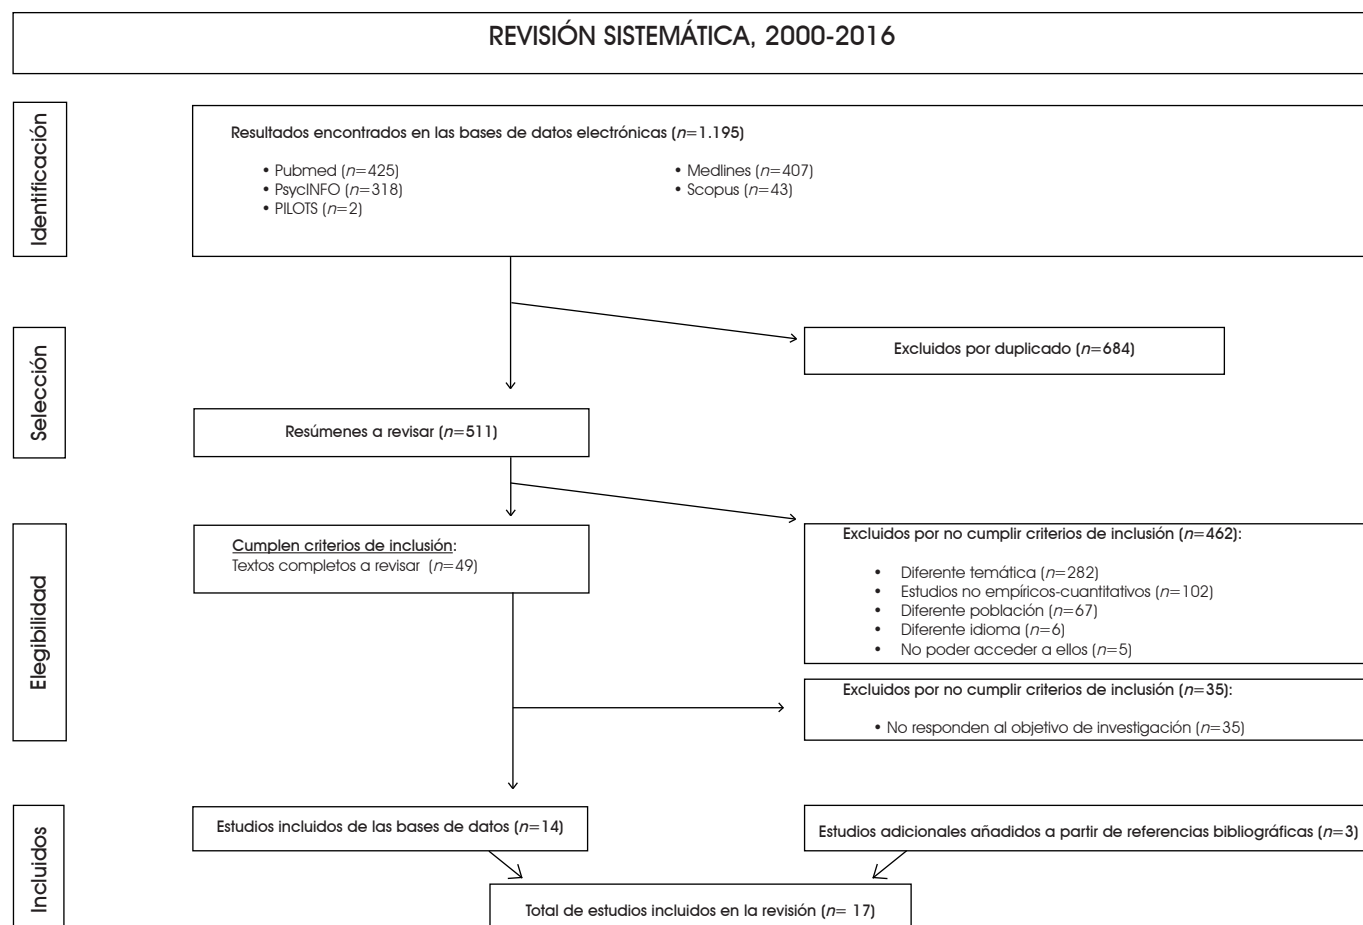 REVISIÓN SISTEMÁTICA, 2000-2016
Identificación
Resultados encontrados en las bases de datos electrónicas (n=1.195)
• Pubmed (n=425)
• PsycINFO (n=318)
• PILOTS (n=2)
• Medlines (n=407)
• Scopus (n=43)
Selección
Excluidos por duplicado (n=684)
Resúmenes a revisar (n=511)
Elegibilidad
Cumplen criterios de inclusión:
Textos completos a revisar (n=49)
Excluidos por no cumplir criterios de inclusión (n=462):
• Diferente temática (n=282)
• Estudios no empíricos-cuantitativos (n=102)
• Diferente población (n=67)
• Diferente idioma (n=6)
• No poder acceder a ellos (n=5)
Excluidos por no cumplir criterios de inclusión (n=35):
• No responden al objetivo de investigación (n=35)
Incluidos
Estudios incluidos de las bases de datos (n=14)
Estudios adicionales añadidos a partir de referencias bibliográficas (n=3)
Total de estudios incluidos en la revisión (n= 17)